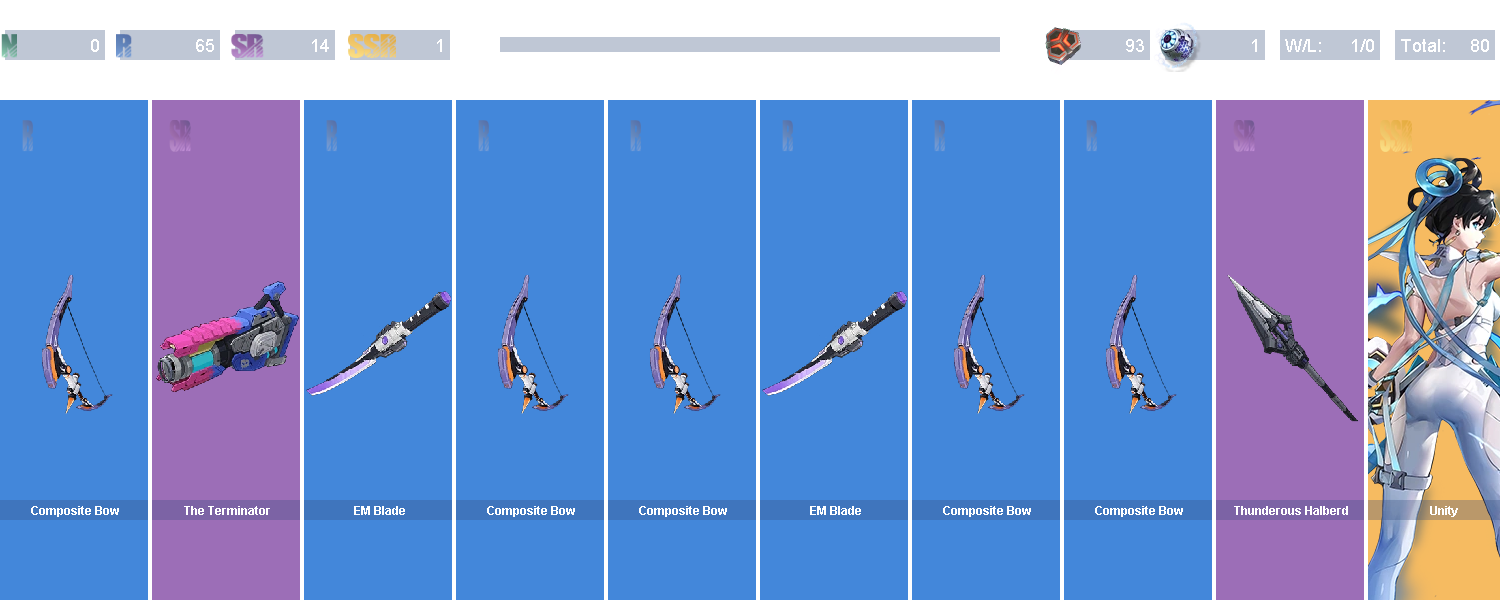 N 0 R 65 SR 14 SSR 1 93 1 W/L: 1/0 Total: 80
R SR R R R R R R SR SSR
Composite Bow The Terminator EM Blade Composite Bow Composite Bow EM Blade Composite Bow Composite Bow Thunderous Halberd Unity